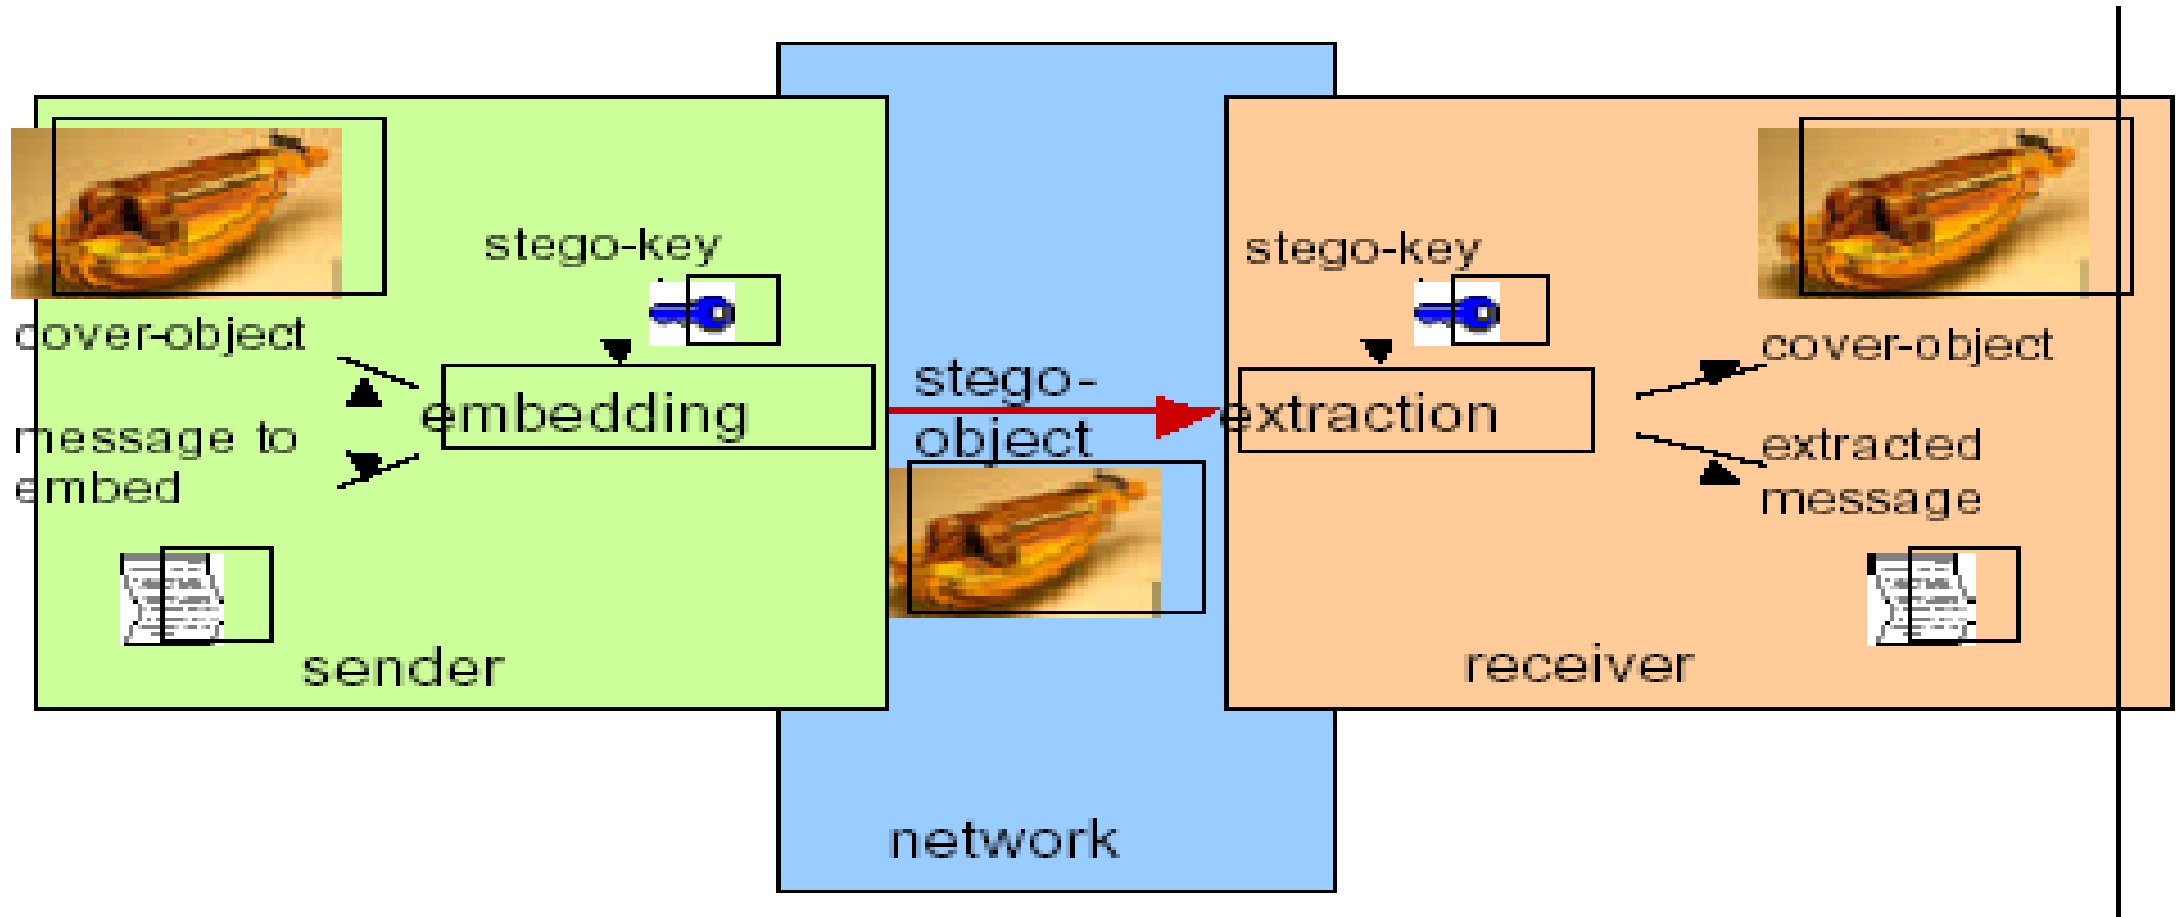 stego-key
cover-object
embedding
message to
embed
sender
stego-
object
network
stego-key
extraction
cover-object
extracted
message
receiver